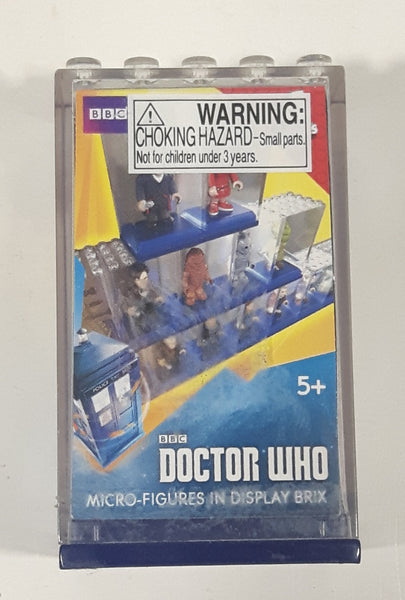 BBC
WARNING:
CHOKING HAZARD-Small parts.
Not for children under 3 years.
5+
BBC
DOCTOR WHO
MICRO-FIGURES IN DISPLAY BRIX